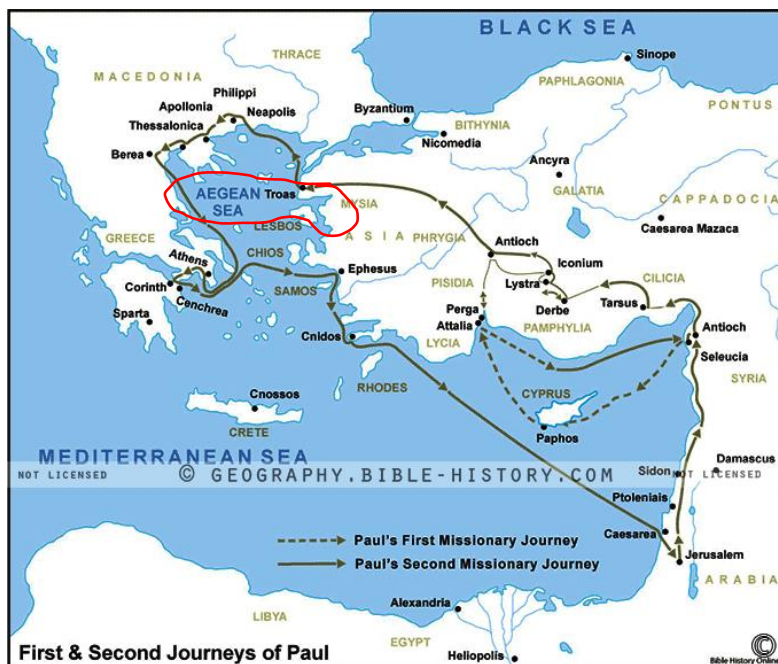 BLACK SEA
Sinope
THRACE
MACEDONIA
PAPHLAGONIA
Philippi
Apollonia
Neapolis
PONTUS
Thessalonica
Byzantium
BITHYNIA
Berea
Nicomedia
Ancyra
AEGEAN
SEA
Troas
GALATIA
MYSIA
CAPPADOCIA
LESBOS
Caesarea Mazaca
GREECE
ASIA
PHRYGIA
CHIOS
Antioch
Athens
Ephesus
Iconium
Corinth
PISIDIA
Lystra
CILICIA
SAMOS
Cenchrea
Derbe
Tarsus
Sparta
Perga
Attalia
PAMPHYLIA
Antioch
Cnidos
LYCIA
Seleucia
SYRIA
RHODES
CYPRUS
Cnossos
CRETE
Paphos
MEDITERRANEAN SEA
Damascus
NOT LICENSED © GEOGRAPHY.BIBLE-HISTORY.COM NOT LICENSED
Sidon
Ptoleniais
Caesarea
Paul's First Missionary Journey
Paul's Second Missionary Journey
Jerusalem
ARABIA
Alexandria
LIBYA
EGYPT
Heliopolis
First & Second Journeys of Paul
©
Bible History Online